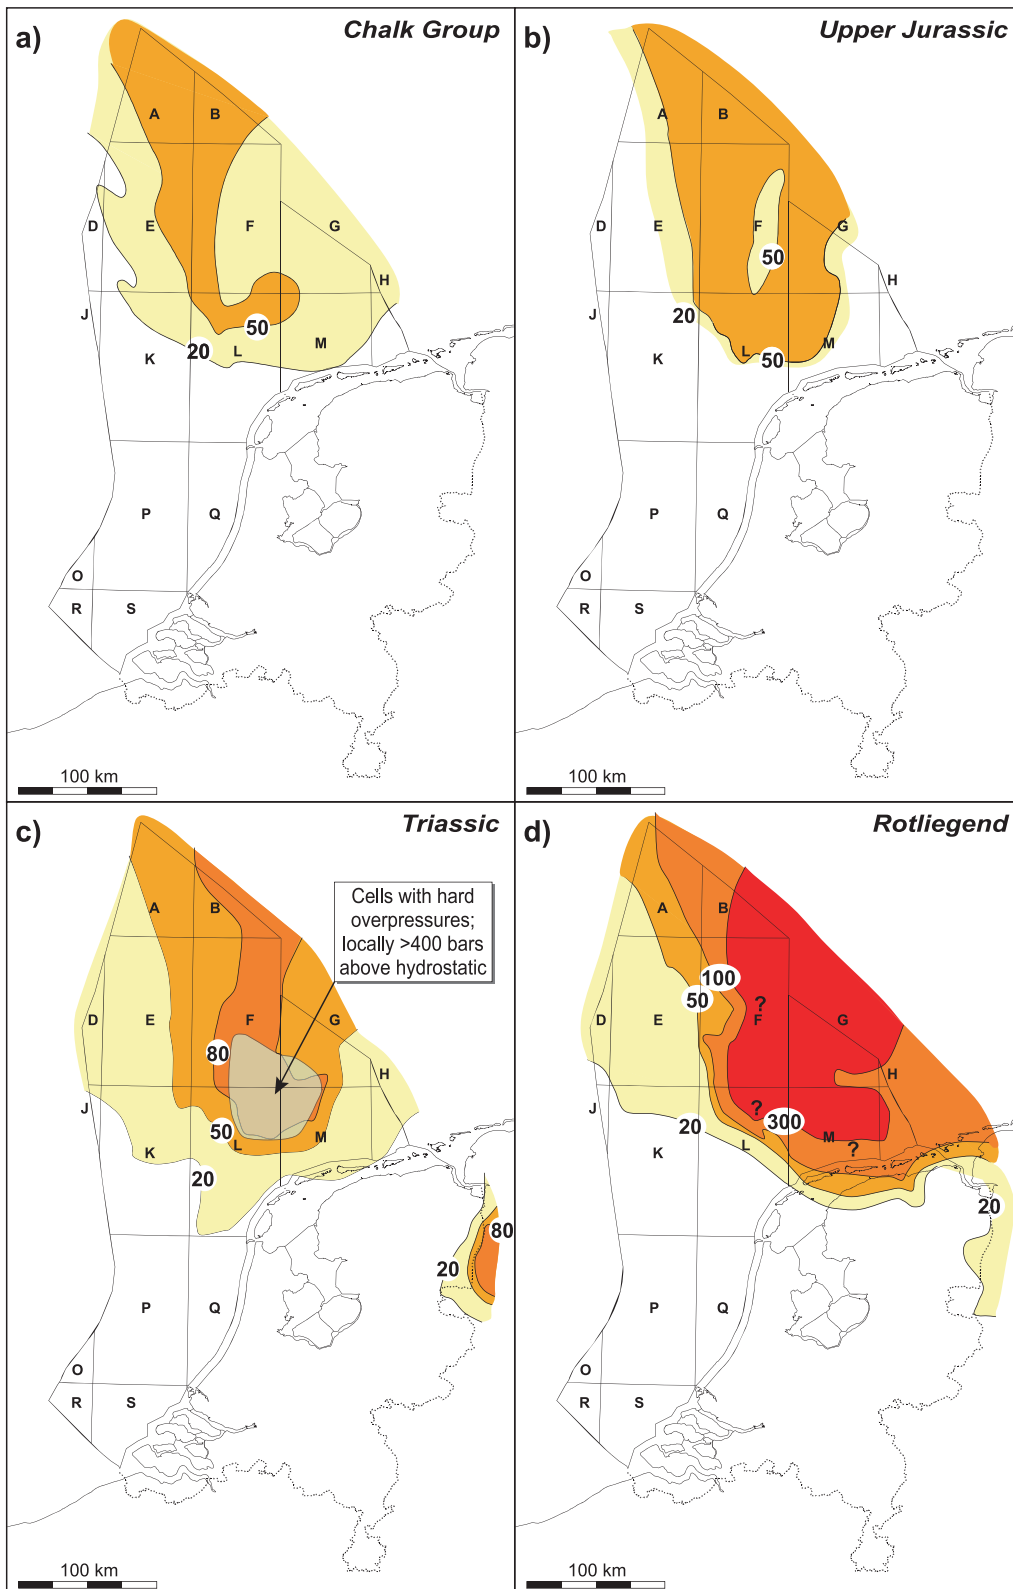 a)
Chalk Group
A
B
D
E
F
G
H
J
50
20
K
L
M
P
Q
O
R
S
100 km
b)
Upper Jurassic
A
B
D
E
F
G
50
H
J
20
K
L
50
M
P
Q
O
R
S
100 km
c)
Triassic
Cells with hard
overpressures;
locally >400 bars
above hydrostatic
A
B
D
E
F
G
80
H
J
50
K
L
M
20
80
20
P
Q
O
R
S
100 km
d)
Rotliegend
A
B
100
50
?
D
E
F
G
H
J
?
300
20
K
L
M
?
20
P
Q
O
R
S
100 km